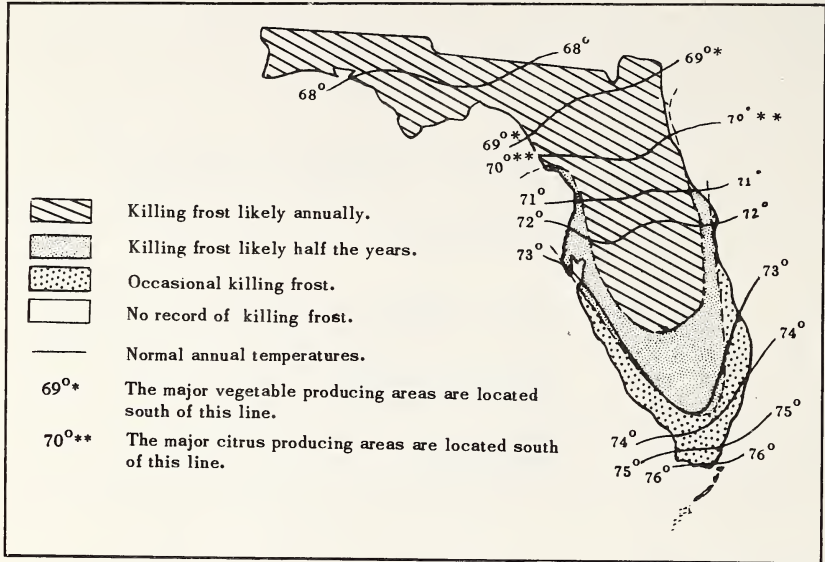 68°
68°
69°*
69°*
70°**
70°**
71°
71°
72°
72°
73°
73°
74°
74°
75°
75°
76°
76°
Killing frost likely annually.
Killing frost likely half the years.
Occasional killing frost.
No record of killing frost.
Normal annual temperatures.
69°* The major vegetable producing areas are located
south of this line.
70°** The major citrus producing areas are located south
of this line.